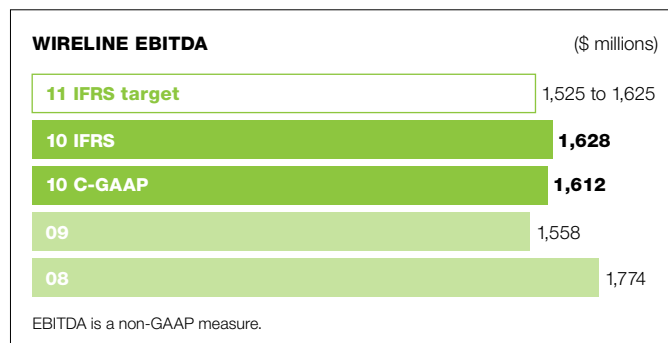 WIRELINE EBITDA ($ millions)
11 IFRS target 1,525 to 1,625
10 IFRS 1,628
10 C-GAAP 1,612
09 1,558
08 1,774
EBITDA is a non-GAAP measure.